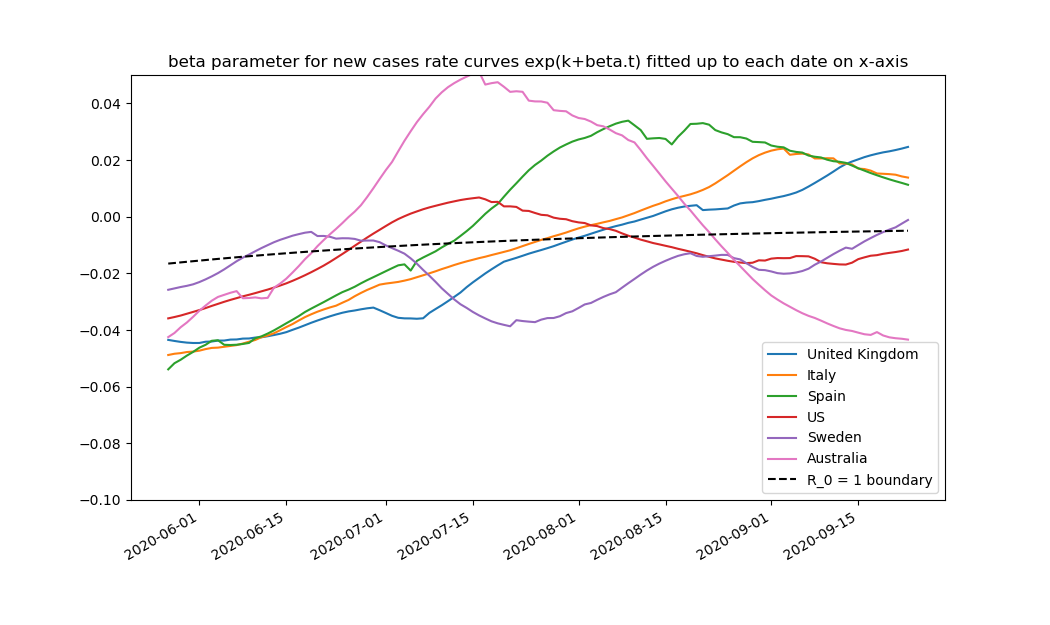 beta parameter for new cases rate curves exp(k+beta.t) fitted up to each date on x-axis
0.04
0.02
0.00
−0.02
−0.04
−0.06
−0.08
−0.10
United Kingdom
Italy
Spain
US
Sweden
Australia
R_0 = 1 boundary
2020-06-01
2020-06-15
2020-07-01
2020-07-15
2020-08-01
2020-08-15
2020-09-01
2020-09-15